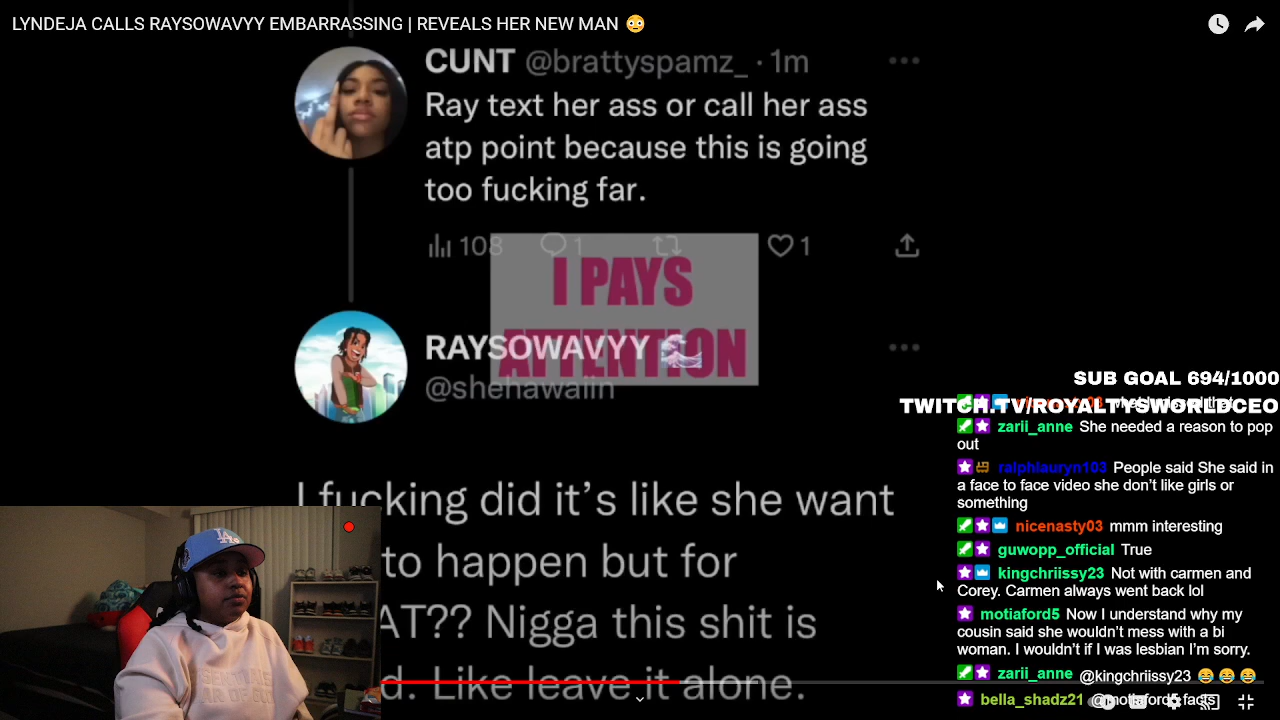 LYNDEJA CALLS RAYSOWAVYY EMBARRASSING | REVEALS HER NEW MAN 😳
CUNT @brattyspamz_ · 1m
Ray text her ass or call her ass
atp point because this is going
too fucking far.
108 1 1
I PAYS
ATTENTION
RAYSOWAVYY 🌊
@shehawaiin
I fucking did it’s like she want
to happen but for
AT?? Nigga this shit is
d. Like leave it alone.
LA
SUB GOAL 694/1000
TWITCH.TV/ROYALTYSWORLDCEO
zarii_anne She needed a reason to pop
out
ralphlauryn103 People said She said in
a face to face video she don’t like girls or
something
nicenasty03 mmm interesting
guwopp_official True
kingchriissy23 Not with carmen and
Corey. Carmen always went back lol
motiaford5 Now I understand why my
cousin said she wouldn’t mess with a bi
woman. I wouldn’t if I was lesbian I’m sorry.
zarii_anne @kingchriissy23 😂😂😂
bella_shadz21 @motiaford5 facts